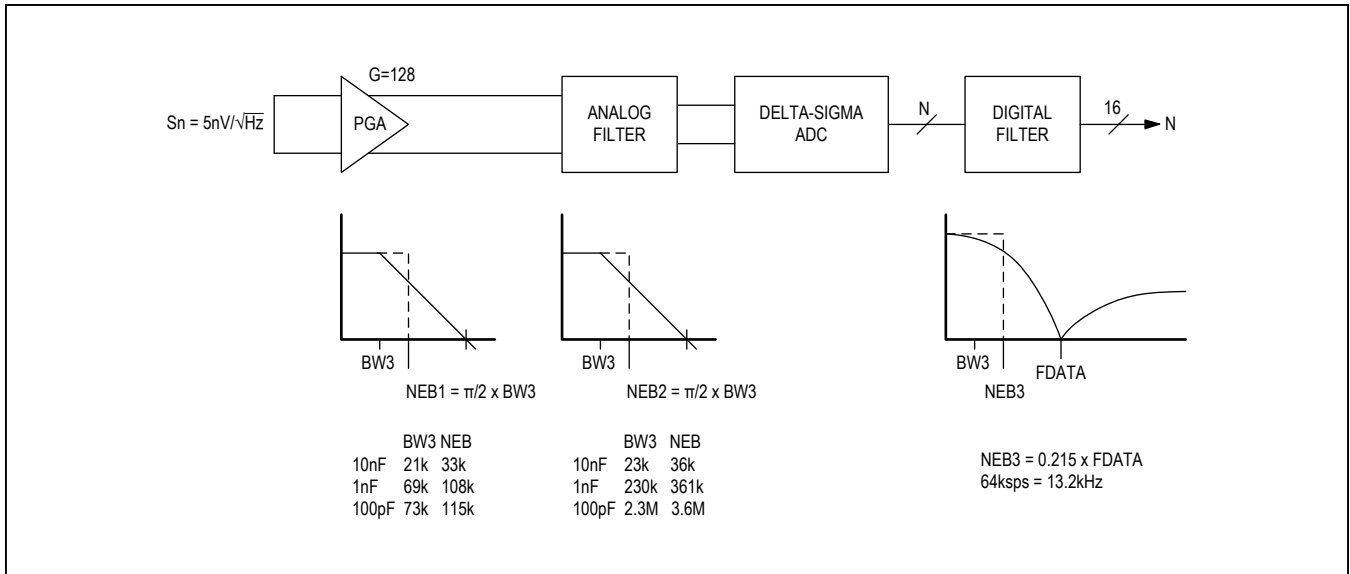 G=128
Sn = 5nV/√Hz
PGA
ANALOG
FILTER
DELTA-SIGMA
ADC
N
DIGITAL
FILTER
16
N
BW3
NEB1 = π/2 x BW3
BW3 NEB
10nF 21k 33k
1nF 69k 108k
100pF 73k 115k
BW3
NEB2 = π/2 x BW3
BW3 NEB
10nF 23k 36k
1nF 230k 361k
100pF 2.3M 3.6M
BW3
NEB3
FDATA
NEB3 = 0.215 x FDATA
64ksps = 13.2kHz